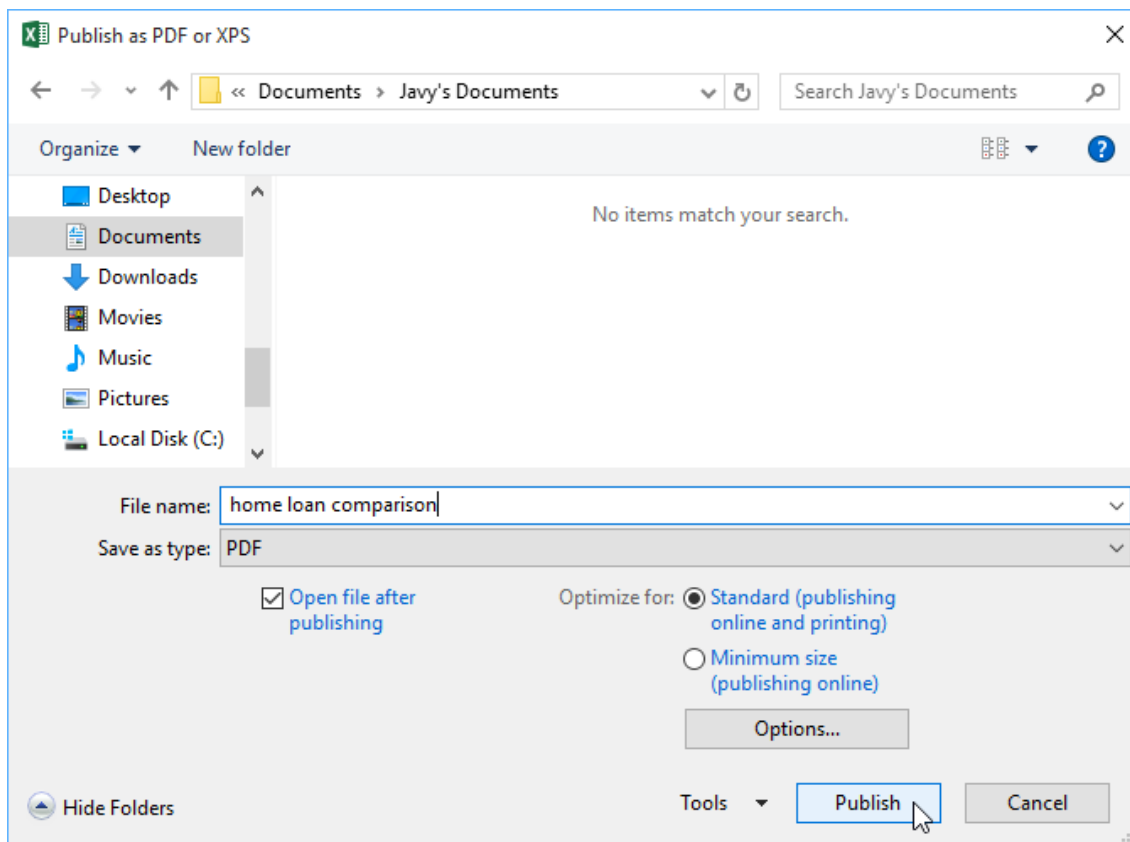 Publish as PDF or XPS
« Documents > Javy's Documents
Search Javy's Documents
Organize
New folder
?
Desktop
Documents
Downloads
Movies
Music
Pictures
Local Disk (C:)
No items match your search.
File name: home loan comparison
Save as type: PDF
Open file after
publishing
Optimize for: Standard (publishing
online and printing)
Minimum size
(publishing online)
Options...
Hide Folders
Tools
Publish
Cancel